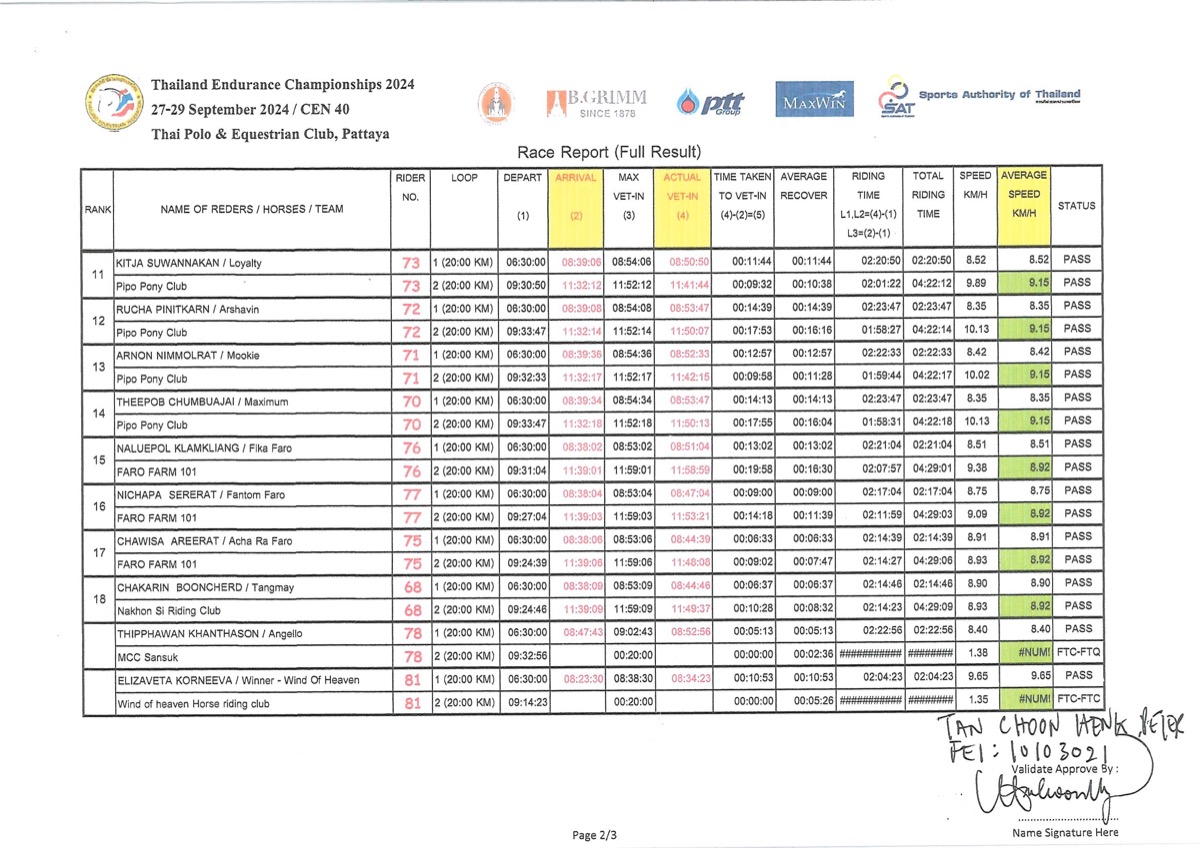 Thailand Endurance Championships 2024
27-29 September 2024 / CEN 40
Thai Polo & Equestrian Club, Pattaya
B.GRIMM
SINCE 1878
ptt
Group
MAXWIN
SAT
Sports Authority of Thailand
Race Report (Full Result)
RANK NAME OF REDERS / HORSES / TEAM RIDER NO. LOOP DEPART (1) ARRIVAL (2) MAX VET-IN (3) ACTUAL VET-IN (4) TIME TAKEN TO VET-IN (4)-(2)=(5) AVERAGE RECOVER RIDING TIME L1,L2=(4)-(1) L3=(2)-(1) TOTAL RIDING TIME SPEED KM/H AVERAGE SPEED KM/H STATUS
11 KITJA SUWANNAKAN / Loyalty 73 1 (20:00 KM) 06:30:00 08:39:06 08:54:06 08:50:50 00:11:44 00:11:44 02:20:50 02:20:50 8.52 8.52 PASS
Pipo Pony Club 73 2 (20:00 KM) 09:30:50 11:32:12 11:52:12 11:41:44 00:09:32 00:10:38 02:01:22 04:22:12 9.89 9.15 PASS
12 RUCHA PINITKARN / Arshavin 72 1 (20:00 KM) 06:30:00 08:39:08 08:54:08 08:53:47 00:14:39 00:14:39 02:23:47 02:23:47 8.35 8.35 PASS
Pipo Pony Club 72 2 (20:00 KM) 09:33:47 11:32:14 11:52:14 11:50:07 00:17:53 00:16:16 01:58:27 04:22:14 10.13 9.15 PASS
13 ARNON NIMMOLRAT / Mookie 71 1 (20:00 KM) 06:30:00 08:39:36 08:54:36 08:52:33 00:12:57 00:12:57 02:22:33 02:22:33 8.42 8.42 PASS
Pipo Pony Club 71 2 (20:00 KM) 09:32:33 11:32:17 11:52:17 11:42:15 00:09:58 00:11:28 01:59:44 04:22:17 10.02 9.15 PASS
14 THEEPOB CHUMBUAJAI / Maximum 70 1 (20:00 KM) 06:30:00 08:39:34 08:54:34 08:53:47 00:14:13 00:14:13 02:23:47 02:23:47 8.35 8.35 PASS
Pipo Pony Club 70 2 (20:00 KM) 09:33:47 11:32:18 11:52:18 11:50:13 00:17:55 00:16:04 01:58:31 04:22:18 10.13 9.15 PASS
15 NALUEPOL KLAMKLIANG / Fika Faro 76 1 (20:00 KM) 06:30:00 08:38:02 08:53:02 08:51:04 00:13:02 00:13:02 02:21:04 02:21:04 8.51 8.51 PASS
FARO FARM 101 76 2 (20:00 KM) 09:31:04 11:39:01 11:59:01 11:58:59 00:19:58 00:16:30 02:07:57 04:29:01 9.38 8.92 PASS
16 NICHAPA SERERAT / Fantom Faro 77 1 (20:00 KM) 06:30:00 08:38:04 08:53:04 08:47:04 00:09:00 00:09:00 02:17:04 02:17:04 8.75 8.75 PASS
FARO FARM 101 77 2 (20:00 KM) 09:27:04 11:39:03 11:59:03 11:53:21 00:14:18 00:11:39 02:11:59 04:29:03 9.09 8.92 PASS
17 CHAWISA AREERAT / Acha Ra Faro 75 1 (20:00 KM) 06:30:00 08:38:06 08:53:06 08:44:39 00:06:33 00:06:33 02:14:39 02:14:39 8.91 8.91 PASS
FARO FARM 101 75 2 (20:00 KM) 09:24:39 11:39:06 11:59:06 11:48:08 00:09:02 00:07:47 02:14:27 04:29:06 8.93 8.92 PASS
18 CHAKARIN BOONCHERD / Tangmay 68 1 (20:00 KM) 06:30:00 08:38:09 08:53:09 08:44:46 00:06:37 00:06:37 02:14:46 02:14:46 8.90 8.90 PASS
Nakhon Si Riding Club 68 2 (20:00 KM) 09:24:46 11:39:09 11:59:09 11:49:37 00:10:28 00:08:32 02:14:23 04:29:09 8.93 8.92 PASS
THIPPHAWAN KHANTHASON / Angello 78 1 (20:00 KM) 06:30:00 08:47:43 09:02:43 08:52:56 00:05:13 00:05:13 02:22:56 02:22:56 8.40 8.40 PASS
MCC Sansuk 78 2 (20:00 KM) 09:32:56 00:20:00 00:00:00 00:02:36 ########### ######## 1.38 #NUM! FTC-FTQ
ELIZAVETA KORNEEVA / Winner - Wind Of Heaven 81 1 (20:00 KM) 06:30:00 08:23:30 08:38:30 08:34:23 00:10:53 00:10:53 02:04:23 02:04:23 9.65 9.65 PASS
Wind of heaven Horse riding club 81 2 (20:00 KM) 09:14:23 00:20:00 00:00:00 00:05:26 ########### ######## 1.35 #NUM! FTC-FTC
TAN CHOON HENK, PETER
FEI: 10103021
Validate Approve By :
Name Signature Here
Page 2/3